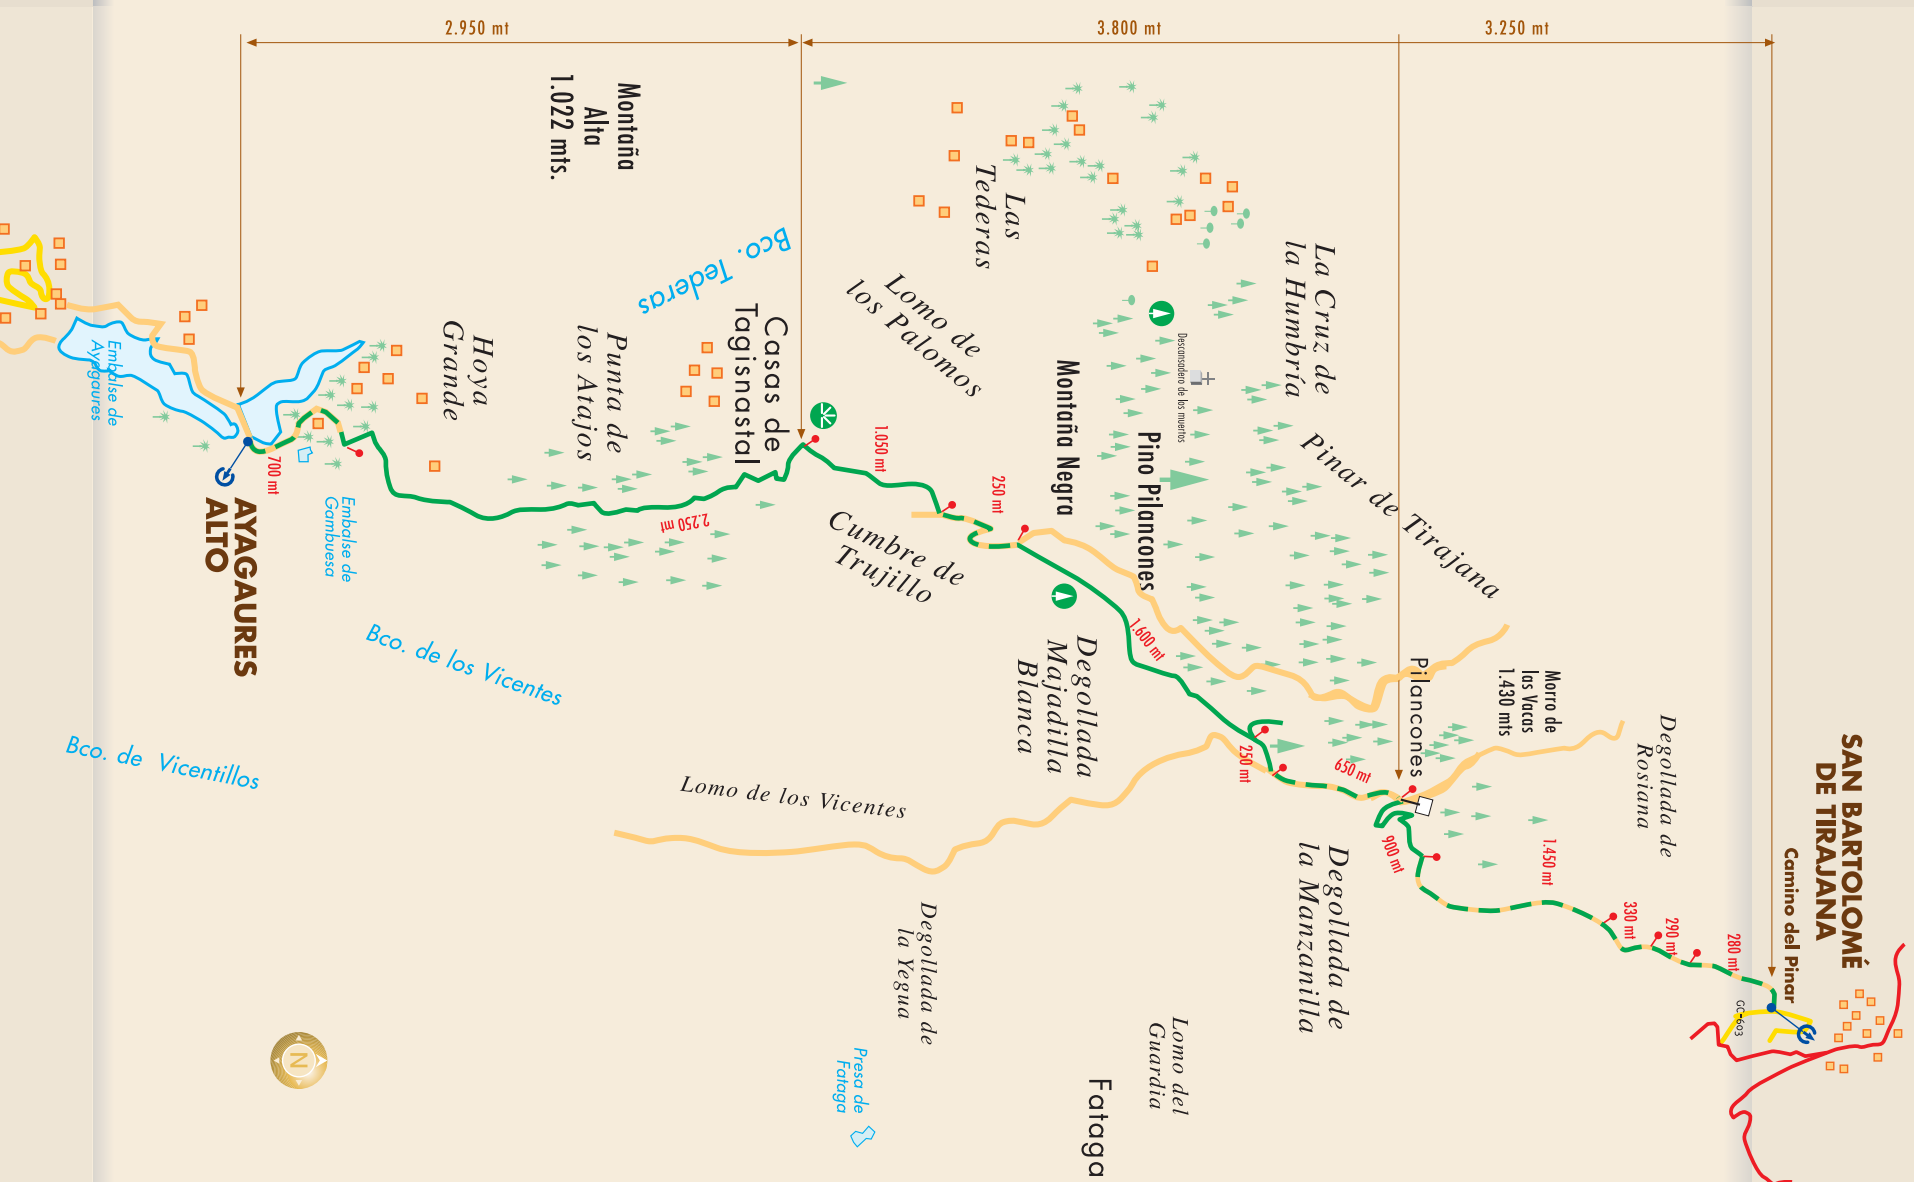 2.950 mt
3.800 mt
3.250 mt
Montaña
Alta
1.022 mts.
Bco. Tederas
Las
Tederas
La Cruz de
la Humbría
Lomo de
los Palomos
Casas de
Tagisnastal
Punta de
los Atajos
Hoya
Grande
Embalse de
Ayagaures
Descansadero de los muertos
Montaña Negra
Pino Pilancones
Pinar de Tirajana
1.050 mt
250 mt
2.250 mt
700 mt
AYAGAURES
ALTO
Embalse de
Gambuesa
Cumbre de
Trujillo
Bco. de los Vicentes
Bco. de Vicentillos
Degollada
Majadilla
Blanca
1.600 mt
Pilancones
Morro de
las Vacas
1.430 mts
Degollada de
Rosiana
SAN BARTOLOMÉ
DE TIRAJANA
Camino del Pinar
250 mt
650 mt
Lomo de los Vicentes
900 mt
1.450 mt
330 mt
290 mt
280 mt
Degollada de
la Manzanilla
Degollada de
la Yegua
GC-603
Lomo del
Guardia
Presa de
Fataga
Fataga
N